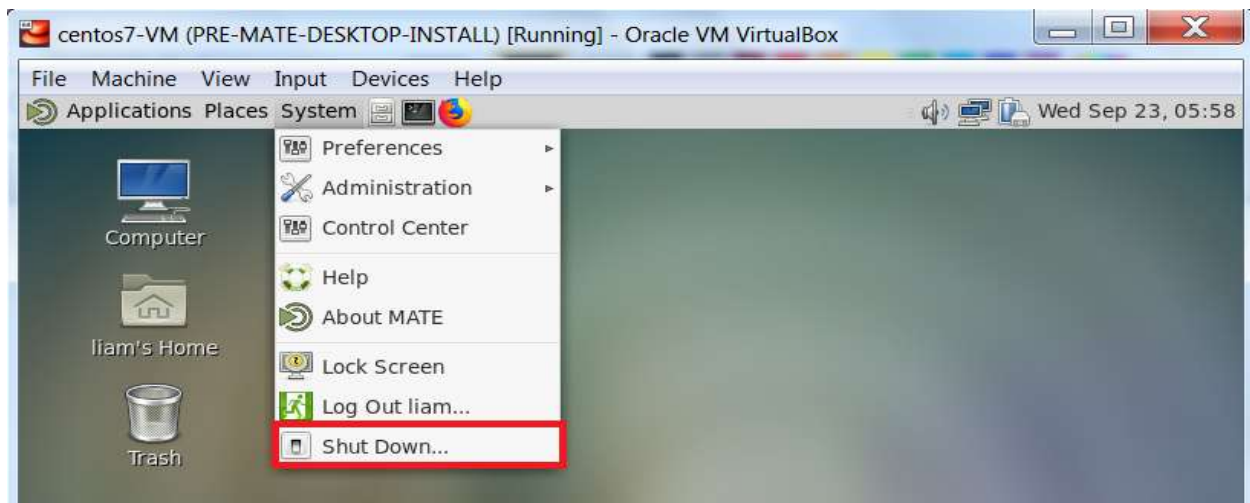 centos7-VM (PRE-MATE-DESKTOP-INSTALL) [Running] - Oracle VM VirtualBox
File Machine View Input Devices Help
Applications Places System Wed Sep 23, 05:58
Preferences
Administration
Control Center
Help
About MATE
Lock Screen
Log Out liam...
Shut Down...
Computer
liam's Home
Trash